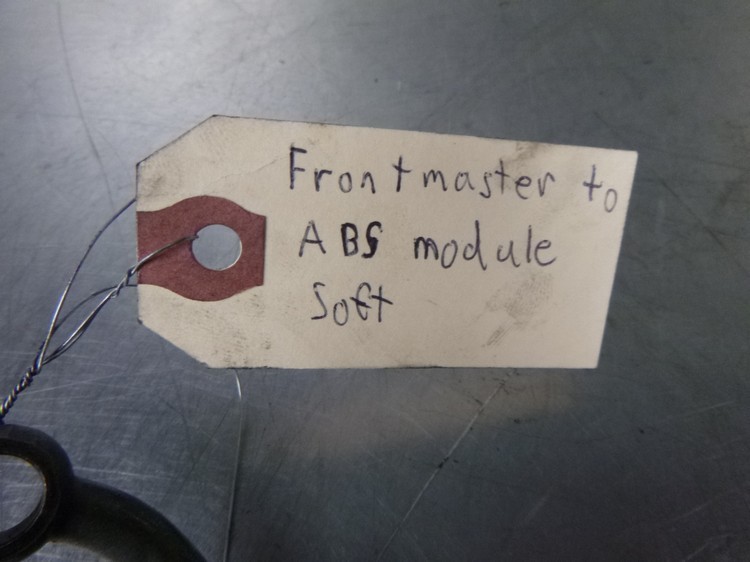 Frontmaster to
ABS module
Soft